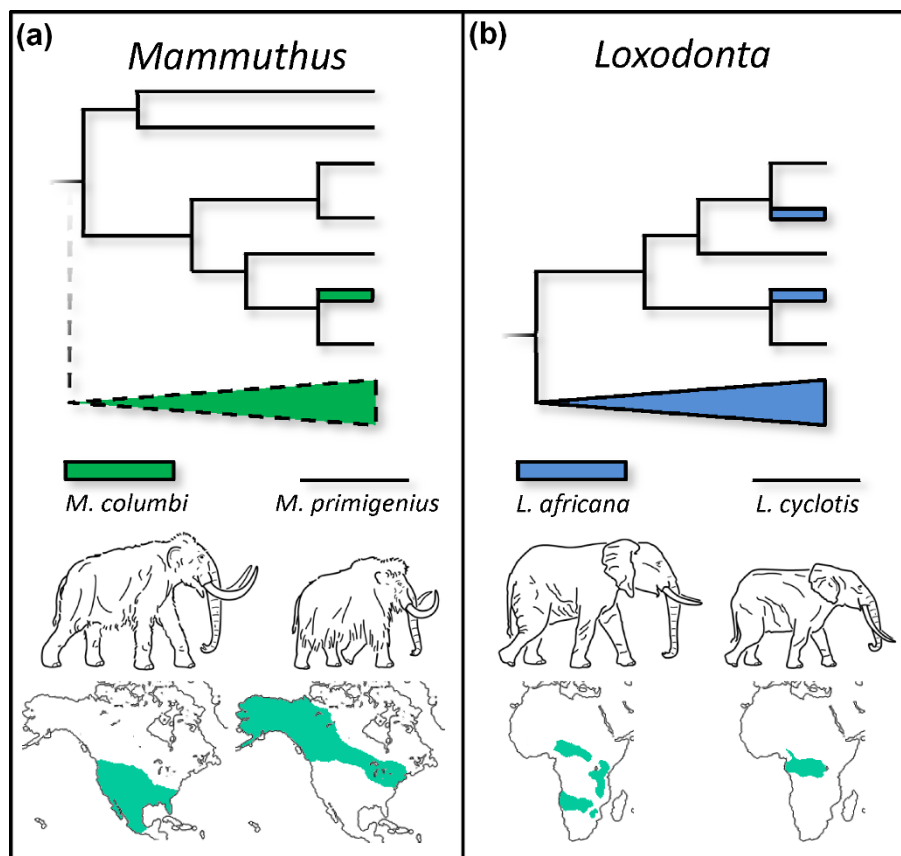 (a)
Mammuthus
M. columbi
M. primigenius
(b)
Loxodonta
L. africana
L. cyclotis